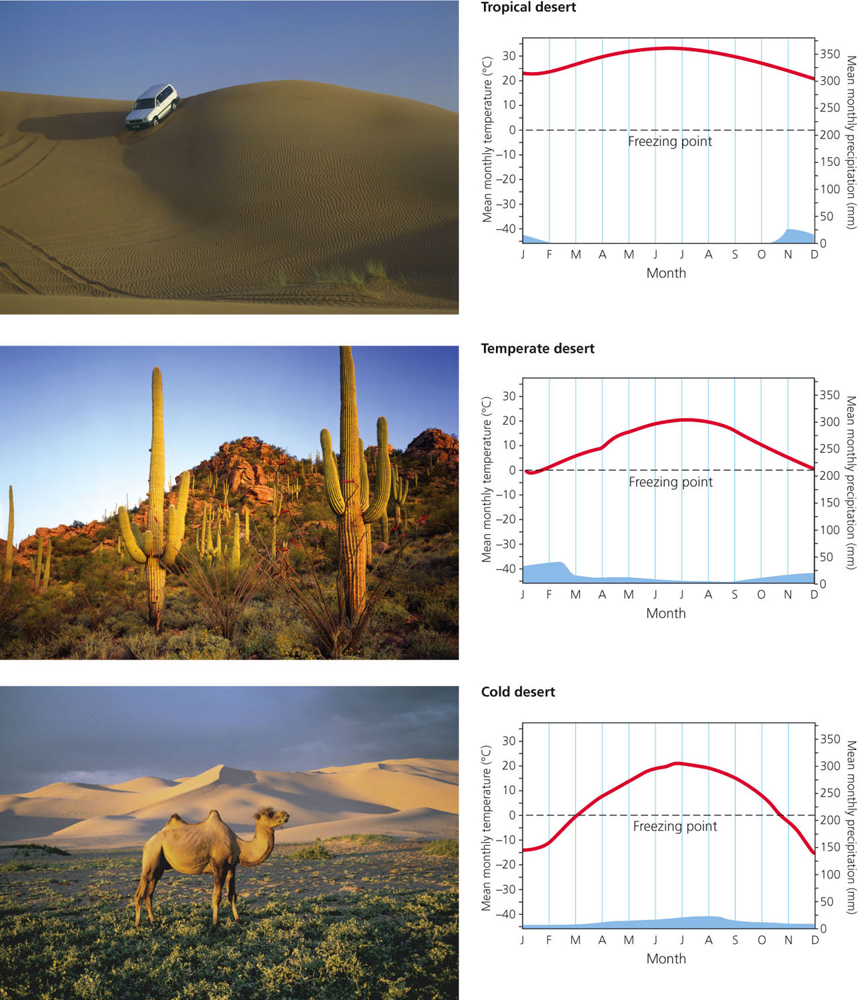 Tropical desert
Mean monthly temperature (°C)
30
20
10
0
–10
–20
–30
–40
Freezing point
350
300
250
200
150
100
50
0
Mean monthly precipitation (mm)
J F M A M J J A S O N D
Month
Temperate desert
Mean monthly temperature (°C)
30
20
10
0
–10
–20
–30
–40
Freezing point
350
300
250
200
150
100
50
0
Mean monthly precipitation (mm)
J F M A M J J A S O N D
Month
Cold desert
Mean monthly temperature (°C)
30
20
10
0
–10
–20
–30
–40
Freezing point
350
300
250
200
150
100
50
0
Mean monthly precipitation (mm)
J F M A M J J A S O N D
Month